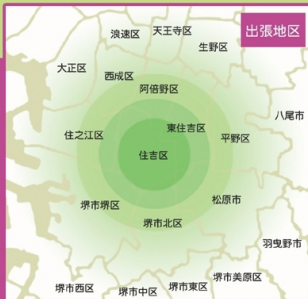 出張地区
浪速区
天王寺区
生野区
大正区
西成区
阿倍野区
八尾市
住之江区
東住吉区
平野区
住吉区
堺市堺区
松原市
堺市北区
羽曳野市
堺市美原区
堺市西区
堺市中区
堺市東区